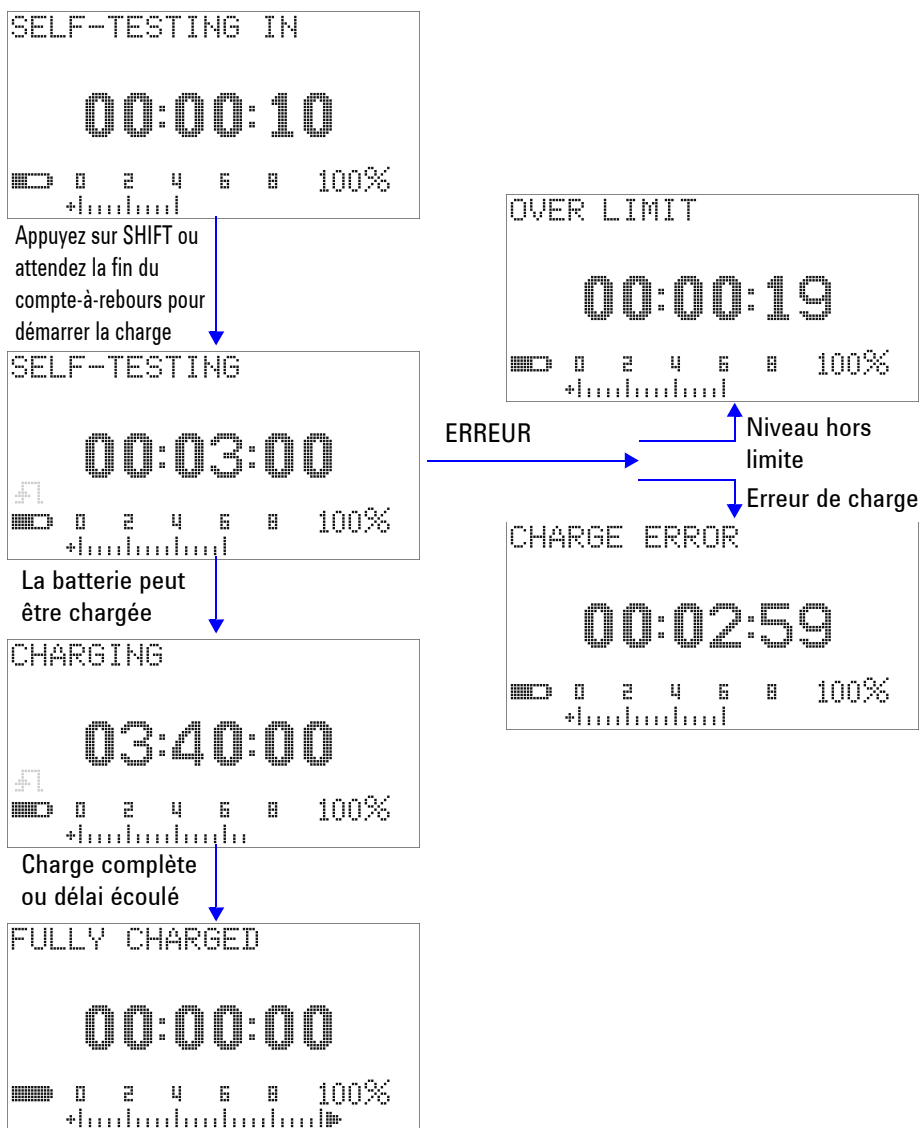 SELF-TESTING IN
00:00:10
0 2 4 6 8 100%
Appuyez sur SHIFT ou
attendez la fin du
compte-à-rebours pour
démarrer la charge
SELF-TESTING
00:03:00
0 2 4 6 8 100%
La batterie peut
être chargée
CHARGING
03:40:00
0 2 4 6 8 100%
Charge complète
ou délai écoulé
FULLY CHARGED
00:00:00
0 2 4 6 8 100%
ERREUR
OVER LIMIT
00:00:19
0 2 4 6 8 100%
Niveau hors
limite
Erreur de charge
CHARGE ERROR
00:02:59
0 2 4 6 8 100%